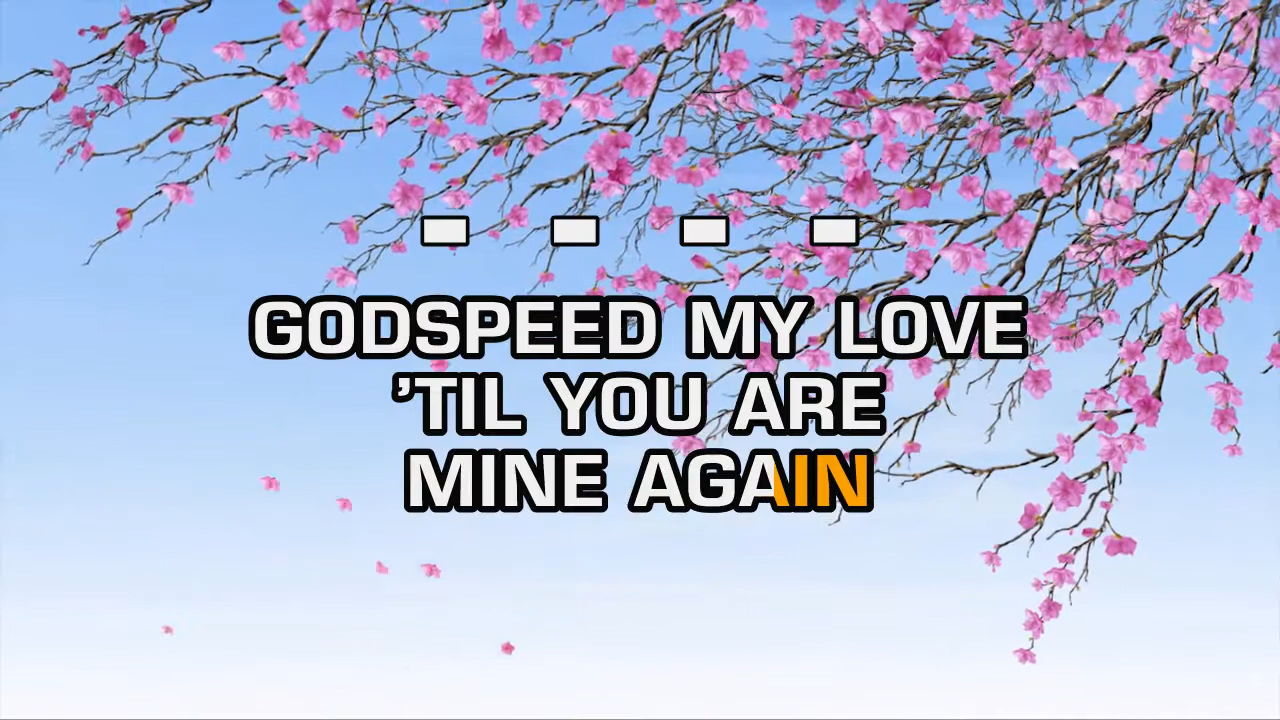 - - - -
GODSPEED MY LOVE
'TIL YOU ARE
MINE AGAIN